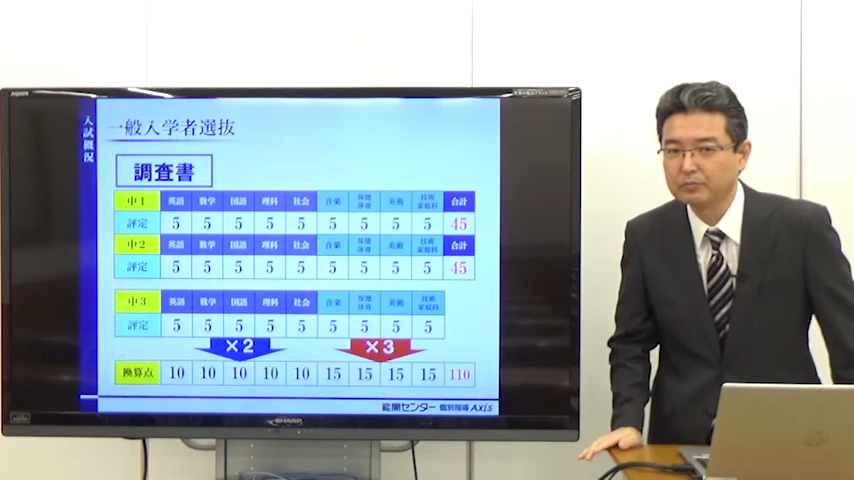 AQUOS
入試概況
一般入学者選抜
調査書
中1 英語 数学 国語 理科 社会 音楽 保健体育 美術 技術家庭科 合計
評定 5 5 5 5 5 5 5 5 5 45
中2 英語 数学 国語 理科 社会 音楽 保健体育 美術 技術家庭科 合計
評定 5 5 5 5 5 5 5 5 5 45
中3 英語 数学 国語 理科 社会 音楽 保健体育 美術 技術家庭科
評定 5 5 5 5 5 5 5 5 5
×2 ×3
換算点 10 10 10 10 10 15 15 15 15 110
能開センター 個別指導 Axis
SHARP